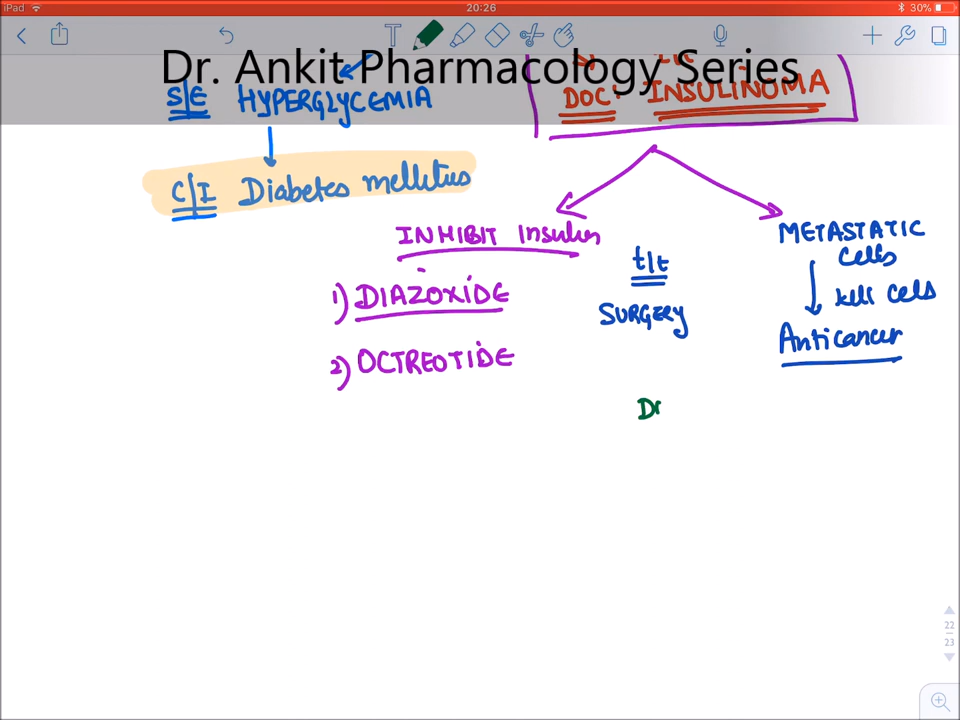 iPad
20:26
30%
T
Dr. Ankit Pharmacology Series
S/E HYPERGLYCEMIA
DOC: INSULINOMA
C/I Diabetes mellitus
INHIBIT Insulin
t/t
METASTATIC
Cells
1) DIAZOXIDE
SURGERY
kill cells
Anticancer
2) OCTREOTIDE
Dr
22
23